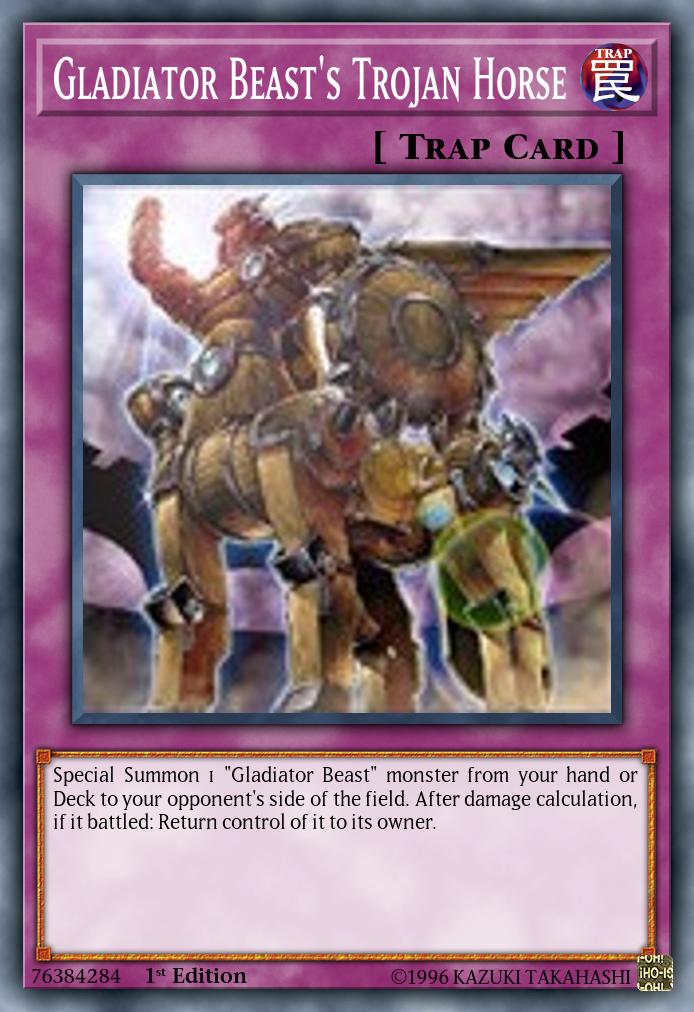 Gladiator Beast's Trojan Horse
TRAP
罠
[ Trap Card ]
Special Summon 1 "Gladiator Beast" monster from your hand or
Deck to your opponent's side of the field. After damage calculation,
if it battled: Return control of it to its owner.
76384284 1st Edition ©1996 KAZUKI TAKAHASHI